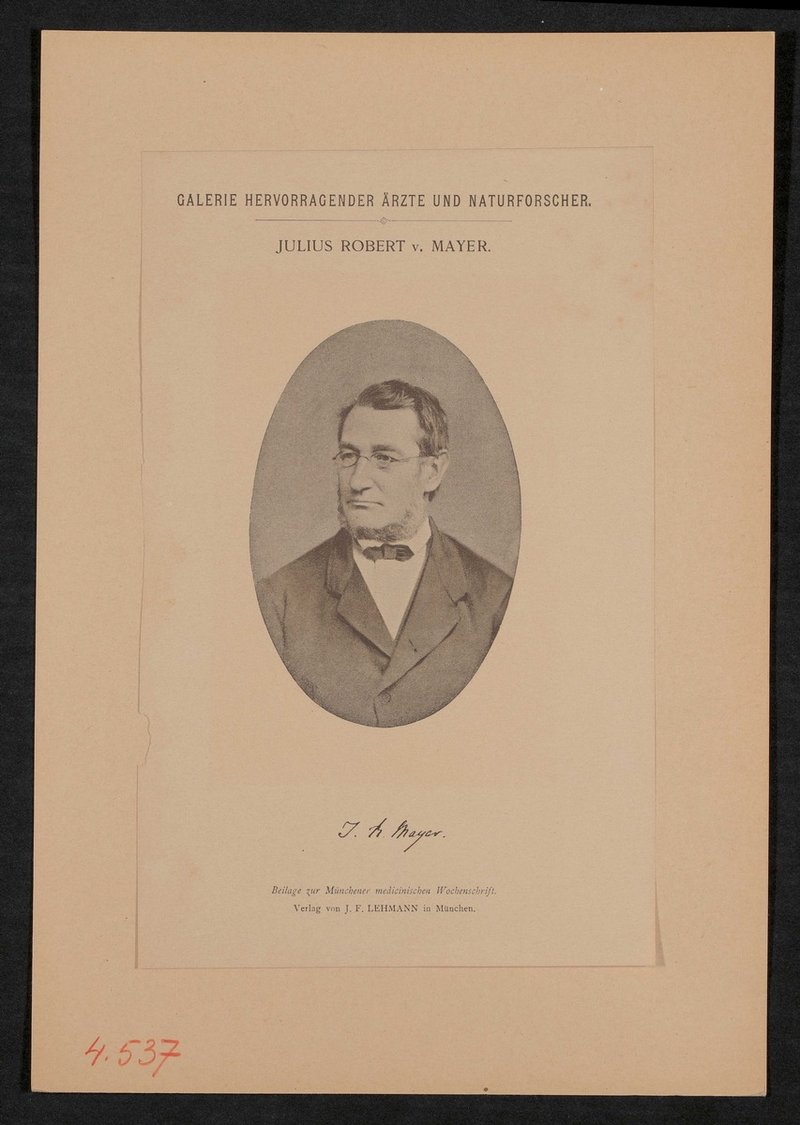 GALERIE HERVORRAGENDER ÄRZTE UND NATURFORSCHER.
JULIUS ROBERT v. MAYER.
J. R. Mayer.
Beilage zur Münchener medicinischen Wochenschrift.
Verlag von J. F. LEHMANN in München.
4.537